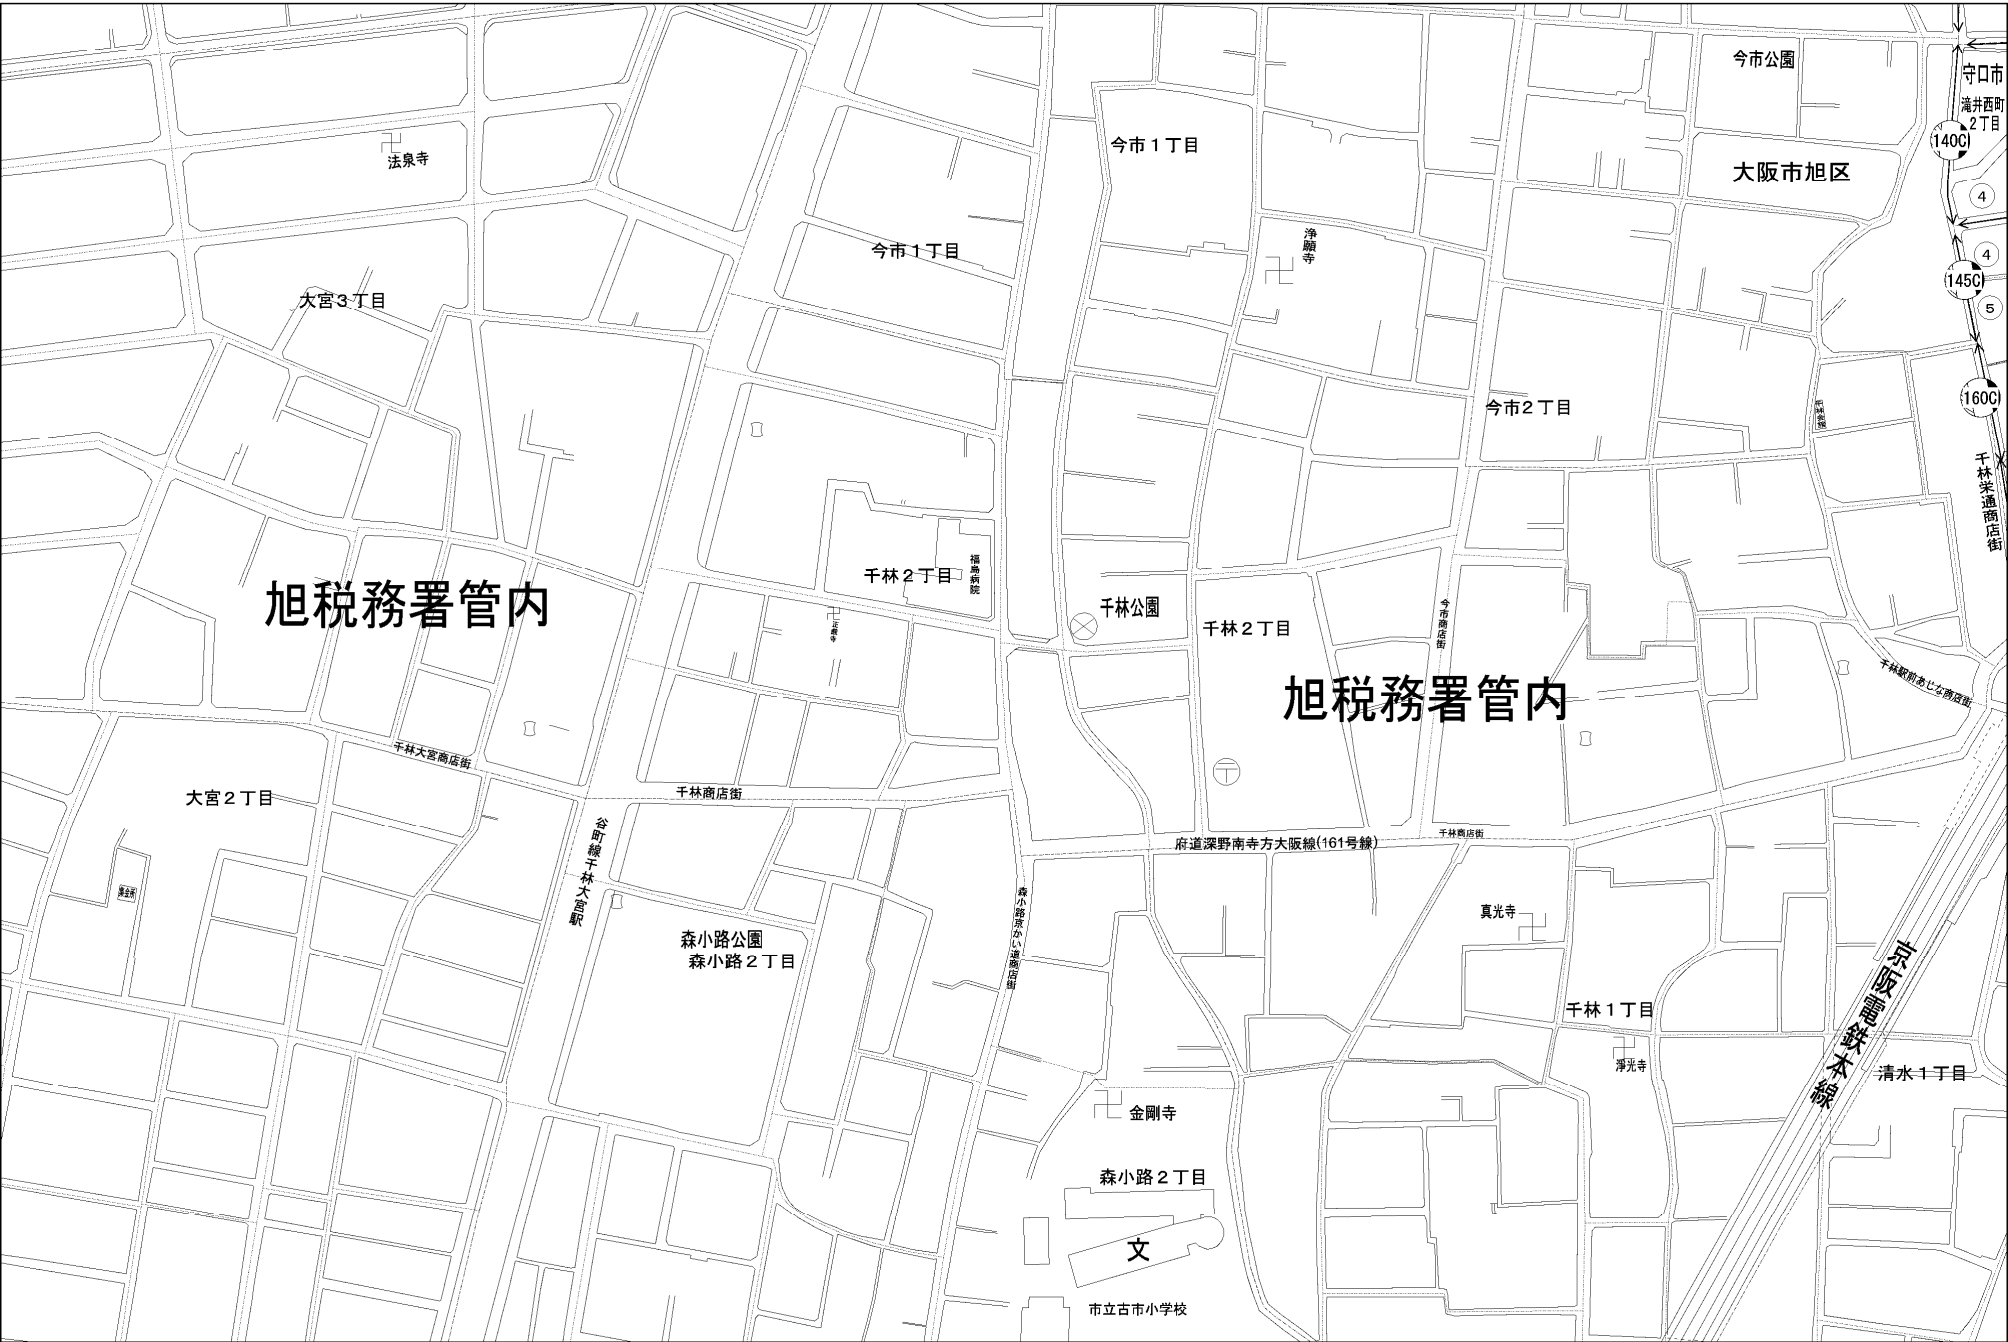 今市公園
守口市
滝井西町
2丁目
140C
法泉寺
今市1丁目
大阪市旭区
4
浄願寺
今市1丁目
4
145C
大宮3丁目
5
今市2丁目
160C
千林栄通商店街
福島病院
千林2丁目
旭税務署管内
千林公園
千林2丁目
今市商店街
千林駅前あじな商店街
旭税務署管内
千林大宮商店街
大宮2丁目
千林商店街
谷町線千林大宮駅
府道深野南寺方大阪線(161号線)
千林商店街
集会所
森小路京かい道商店街
真光寺
森小路公園
森小路2丁目
京阪電鉄本線
千林1丁目
浄光寺
清水1丁目
金剛寺
森小路2丁目
文
市立古市小学校